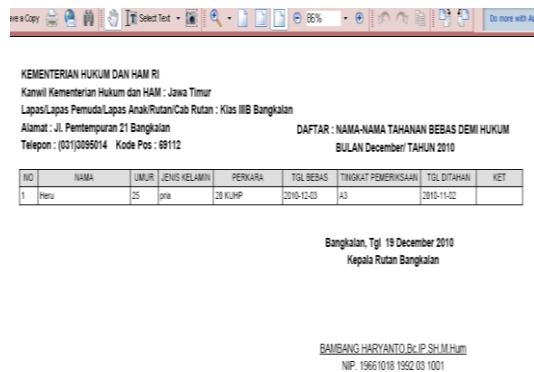 ave a Copy Select Text 86% Do more with Ad
KEMENTERIAN HUKUM DAN HAM RI
Kanwil Kementerian Hukum dan HAM : Jawa Timur
Lapas/Lapas Pemuda/Lapas Anak/Rutan/Cab Rutan : Klas IIIB Bangkalan
Alamat : Jl. Pemtempuran 21 Bangkalan
Telepon : (031)3095014 Kode Pos : 69112
DAFTAR : NAMA-NAMA TAHANAN BEBAS DEMI HUKUM
BULAN December/ TAHUN 2010
NO NAMA UMUR JENIS KELAMIN PERKARA TGL BEBAS TINGKAT PEMERIKSAAN TGL DITAHAN KET
1 Heru 25 pria 28 KUHP 2010-12-03 A3 2010-11-02
Bangkalan, Tgl 19 December 2010
Kepala Rutan Bangkalan
BAMBANG HARYANTO,Bc.IP.SH.M.Hum
NIP. 19661018 1992 03 1001